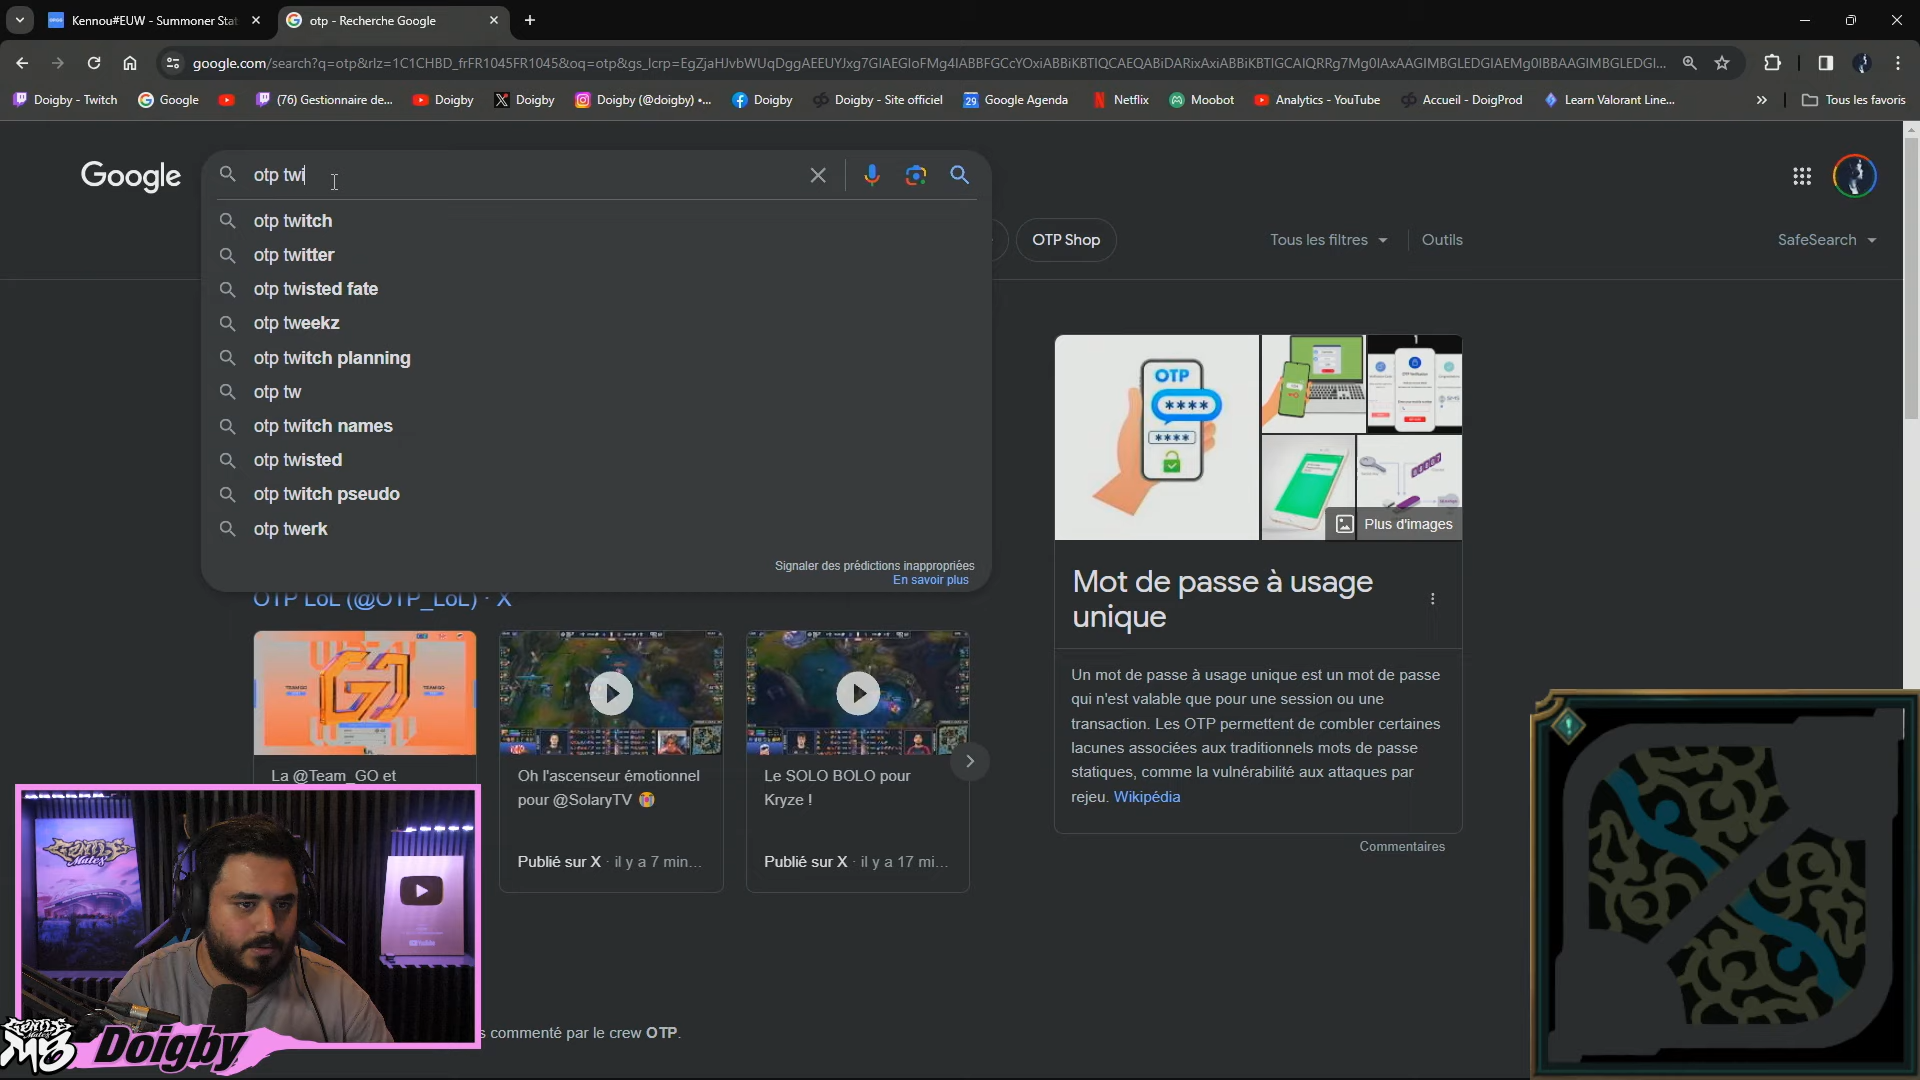 Kennou#EUW - Summoner Stat
otp - Recherche Google
google.com/search?q=otp&rlz=1C1CHBD_frFR1045FR1045&oq=otp&gs_lcrp=EgZjaHJvbWUqDggAEEUYJxg7GIAEGIoFMg4IABBFGCcYOxiABBiKBTIQCAEQABiDARixAxiABBiKBTIGCAIQRRg7Mg0IAxAAGIMBGLEDGIAEMg0IBBAAGIMBGLEDGI...
Doigby - Twitch
Google
(76) Gestionnaire de...
Doigby
Doigby
Doigby (@doigby) •...
Doigby
Doigby - Site officiel
29
Google Agenda
Netflix
Moobot
Analytics - YouTube
Accueil - DoigProd
Learn Valorant Line...
»
Tous les favoris
Google
otp twi
otp twitch
otp twitter
otp twisted fate
otp tweekz
otp twitch planning
otp tw
otp twitch names
otp twisted
otp twitch pseudo
otp twerk
Signaler des prédictions inappropriées
En savoir plus
OTP Shop
Tous les filtres
Outils
SafeSearch
OTP LoL (@OTP_LoL) · X
La @Team_GO et
Oh l'ascenseur émotionnel
pour @SolaryTV
Publié sur X · il y a 7 min...
Le SOLO BOLO pour
Kryze !
Publié sur X · il y a 17 mi...
s commenté par le crew OTP.
OTP
****
****
Plus d'images
Mot de passe à usage
unique
Un mot de passe à usage unique est un mot de passe
qui n'est valable que pour une session ou une
transaction. Les OTP permettent de combler certaines
lacunes associées aux traditionnels mots de passe
statiques, comme la vulnérabilité aux attaques par
rejeu. Wikipédia
Commentaires
GENTLE
Mates
YouTube
GENTLE
M8
Doigby